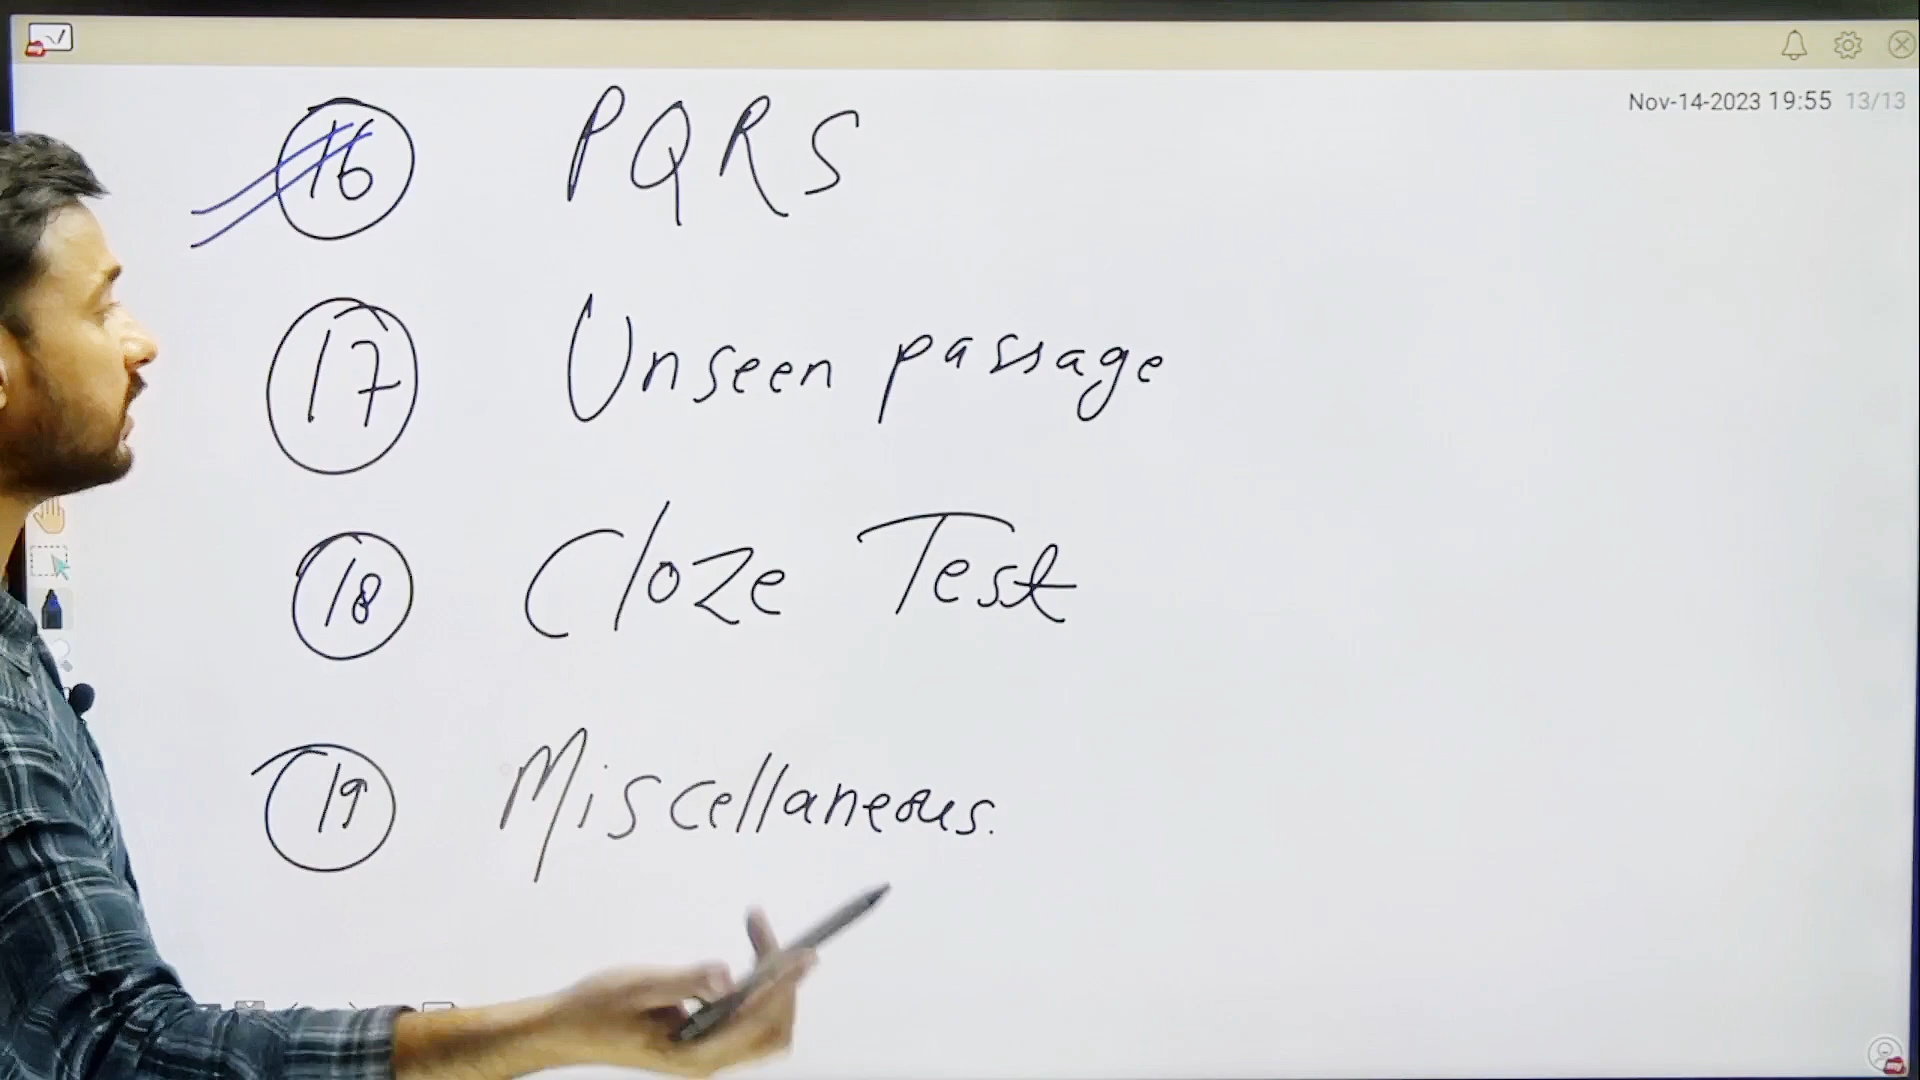 Nov-14-2023 19:55 13/13
16 PQRS
17 Unseen passage
18 Cloze Test
19 Miscellaneous.